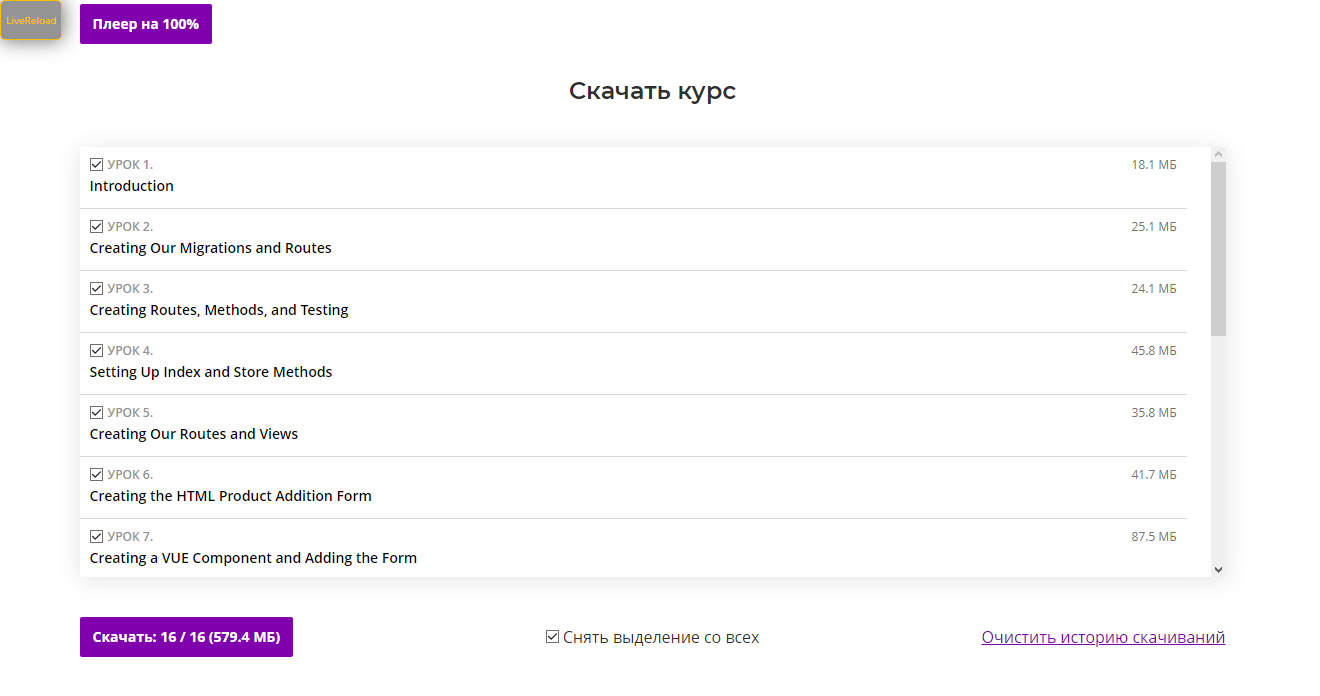 LiveReload
Плеер на 100%
Скачать курс
УРОК 1.
18.1 МБ
Introduction
УРОК 2.
25.1 МБ
Creating Our Migrations and Routes
УРОК 3.
24.1 МБ
Creating Routes, Methods, and Testing
УРОК 4.
45.8 МБ
Setting Up Index and Store Methods
УРОК 5.
35.8 МБ
Creating Our Routes and Views
УРОК 6.
41.7 МБ
Creating the HTML Product Addition Form
УРОК 7.
87.5 МБ
Creating a VUE Component and Adding the Form
Скачать: 16 / 16 (579.4 МБ)
Снять выделение со всех
Очистить историю скачиваний